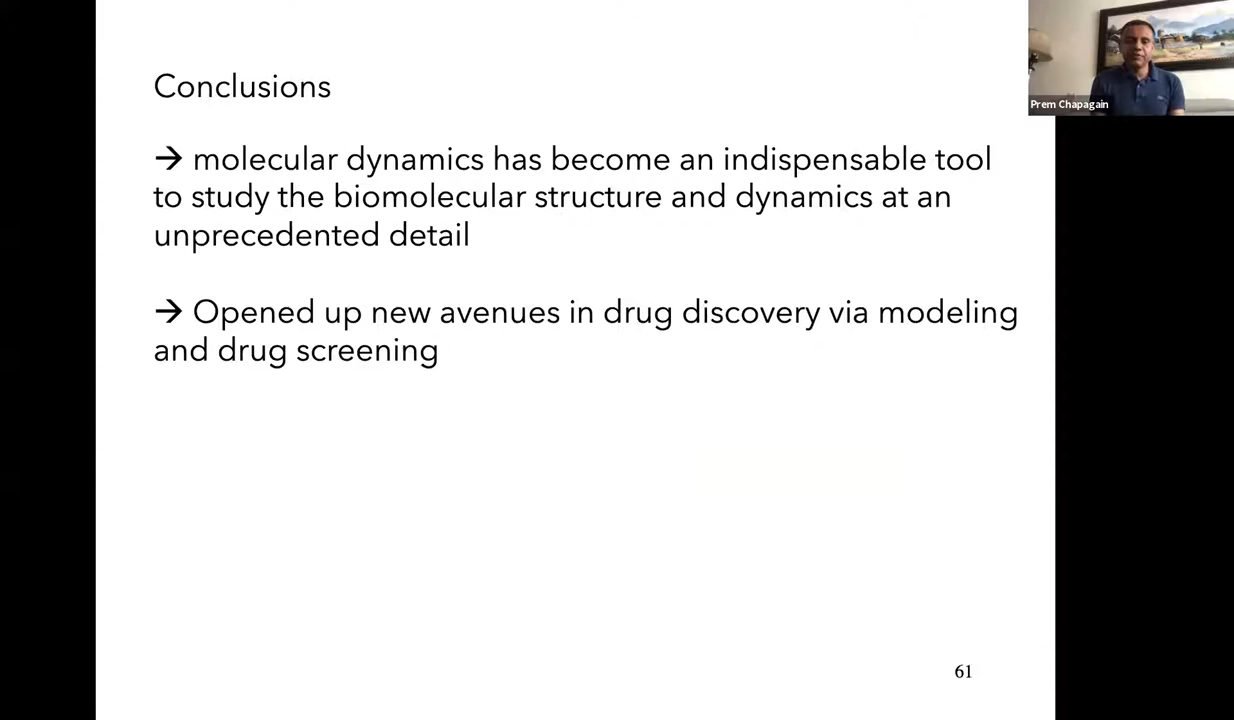 Conclusions
→ molecular dynamics has become an indispensable tool
to study the biomolecular structure and dynamics at an
unprecedented detail
→ Opened up new avenues in drug discovery via modeling
and drug screening
61
Prem Chapagain